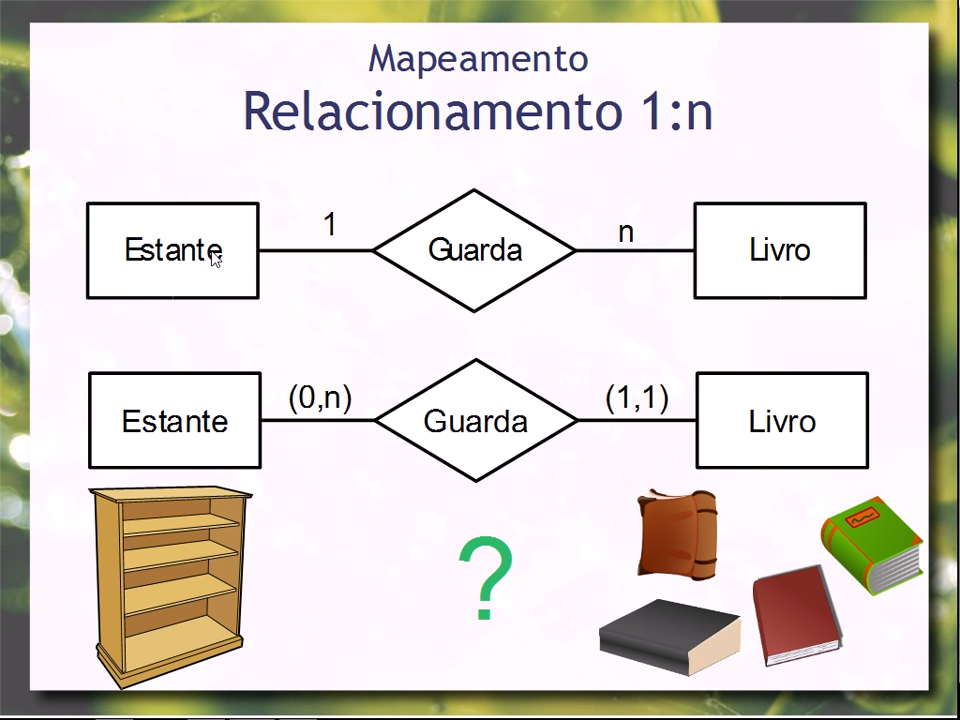 Mapeamento
Relacionamento 1:n
Estante 1 Guarda n Livro
Estante (0,n) Guarda (1,1) Livro
?